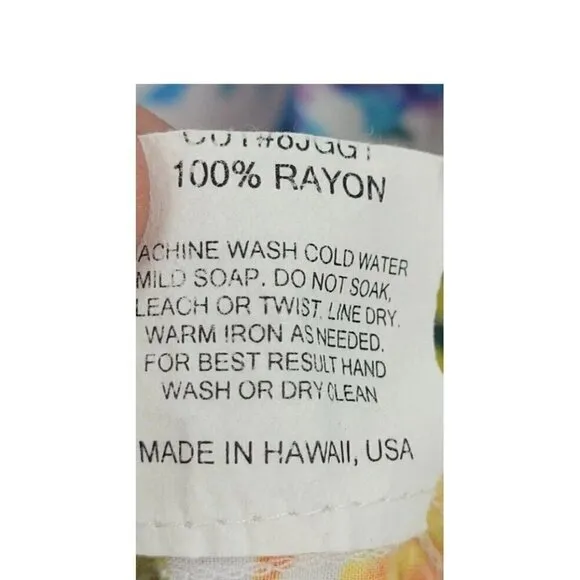 100% RAYON
ACHINE WASH COLD WATER
MILD SOAP. DO NOT SOAK,
LEACH OR TWIST. LINE DRY.
WARM IRON AS NEEDED.
FOR BEST RESULT HAND
WASH OR DRY CLEAN
MADE IN HAWAII, USA